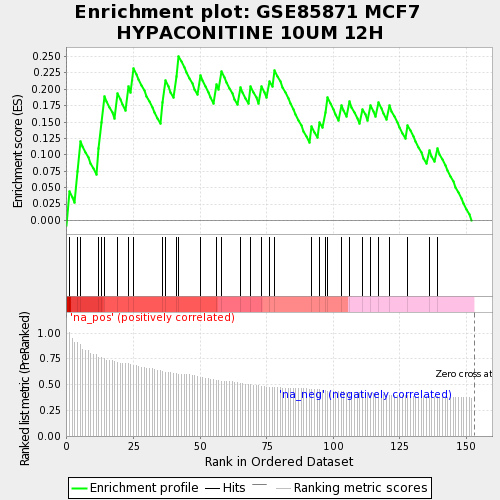 Enrichment plot: GSE85871 MCF7
HYPACONITINE 10UM 12H
Enrichment score (ES)
0.250
0.225
0.200
0.175
0.150
0.125
0.100
0.075
0.050
0.025
0.000
'na_pos' (positively correlated)
Ranked list metric (PreRanked)
1.00
0.75
0.50
0.25
0.00
Zero cross at
'na_neg' (negatively correlated)
0
25
50
75
100
125
150
Rank in Ordered Dataset
Enrichment profile
Hits
Ranking metric scores